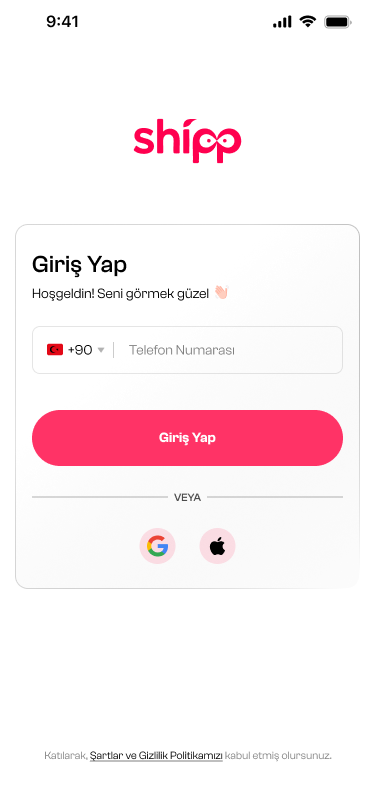 9:41
shipp
Giriş Yap
Hoşgeldin! Seni görmek güzel 👋🏻
+90
Telefon Numarası
Giriş Yap
VEYA
Katılarak, Şartlar ve Gizlilik Politikamızı kabul etmiş olursunuz.